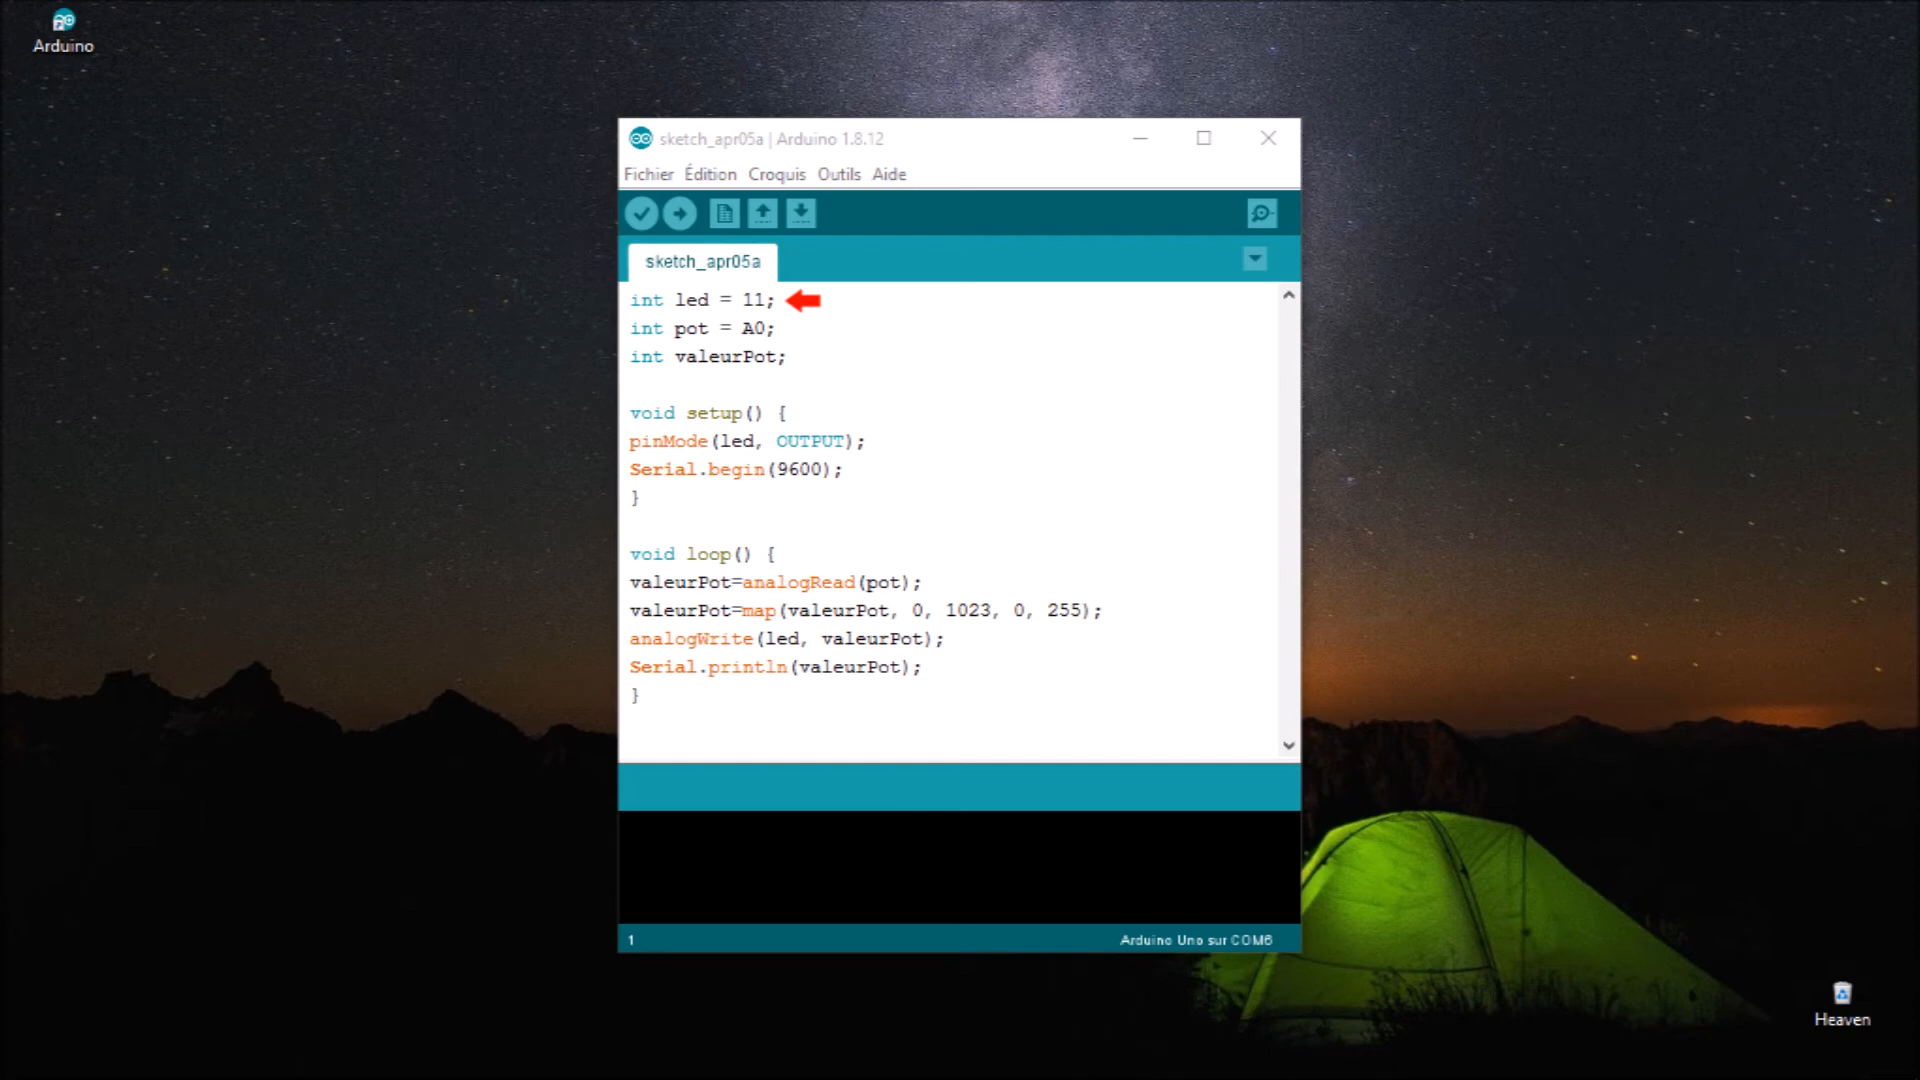 Arduino
sketch_apr05a | Arduino 1.8.12
Fichier Édition Croquis Outils Aide
sketch_apr05a
int led = 11;
int pot = A0;
int valeurPot;
void setup() {
pinMode(led, OUTPUT);
Serial.begin(9600);
}
void loop() {
valeurPot=analogRead(pot);
valeurPot=map(valeurPot, 0, 1023, 0, 255);
analogWrite(led, valeurPot);
Serial.println(valeurPot);
}
1 Arduino Uno sur COM6
Heaven